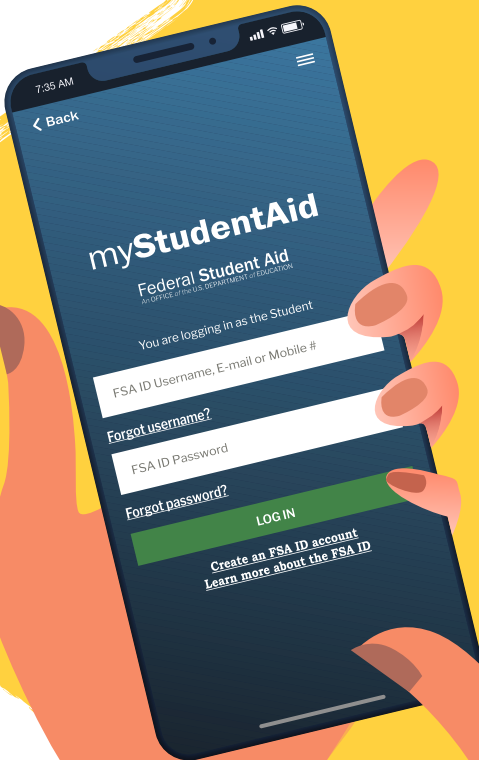 7:35 AM
Back
myStudentAid
Federal Student Aid
An OFFICE of the U.S. DEPARTMENT of EDUCATION
You are logging in as the Student
FSA ID Username, E-mail or Mobile #
Forgot username?
FSA ID Password
Forgot password?
LOG IN
Create an FSA ID account
Learn more about the FSA ID